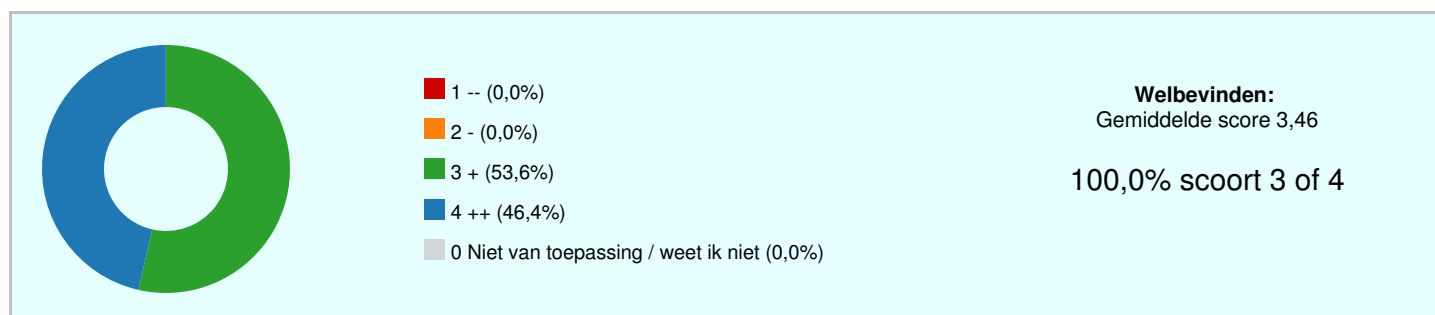 1 -- (0,0%)
2 - (0,0%)
3 + (53,6%)
4 ++ (46,4%)
0 Niet van toepassing / weet ik niet (0,0%)
Welbevinden:
Gemiddelde score 3,46
100,0% scoort 3 of 4